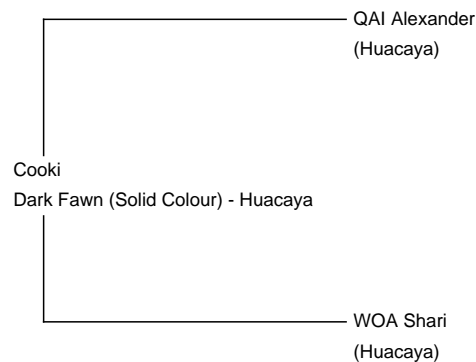 QAI Alexander
(Huacaya)
Cooki
Dark Fawn (Solid Colour) - Huacaya
WOA Shari
(Huacaya)